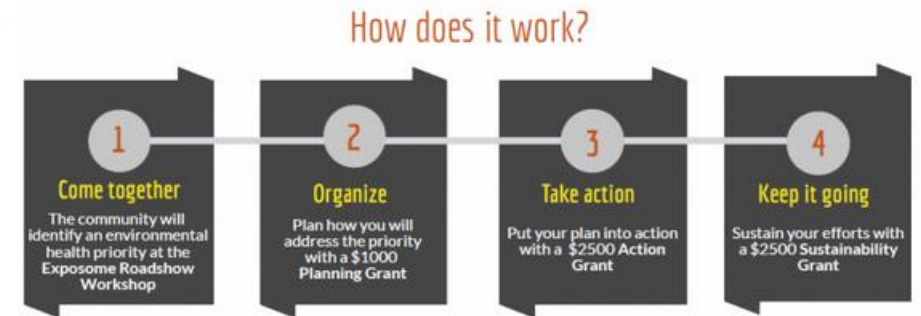 How does it work?
1
Come together
The community will
identify an environmental
health priority at the
Exposome Roadshow
Workshop
2
Organize
Plan how you will
address the priority
with a $1000
Planning Grant
3
Take action
Put your plan into action
with a $2500 Action
Grant
4
Keep it going
Sustain your efforts with
a $2500 Sustainability
Grant